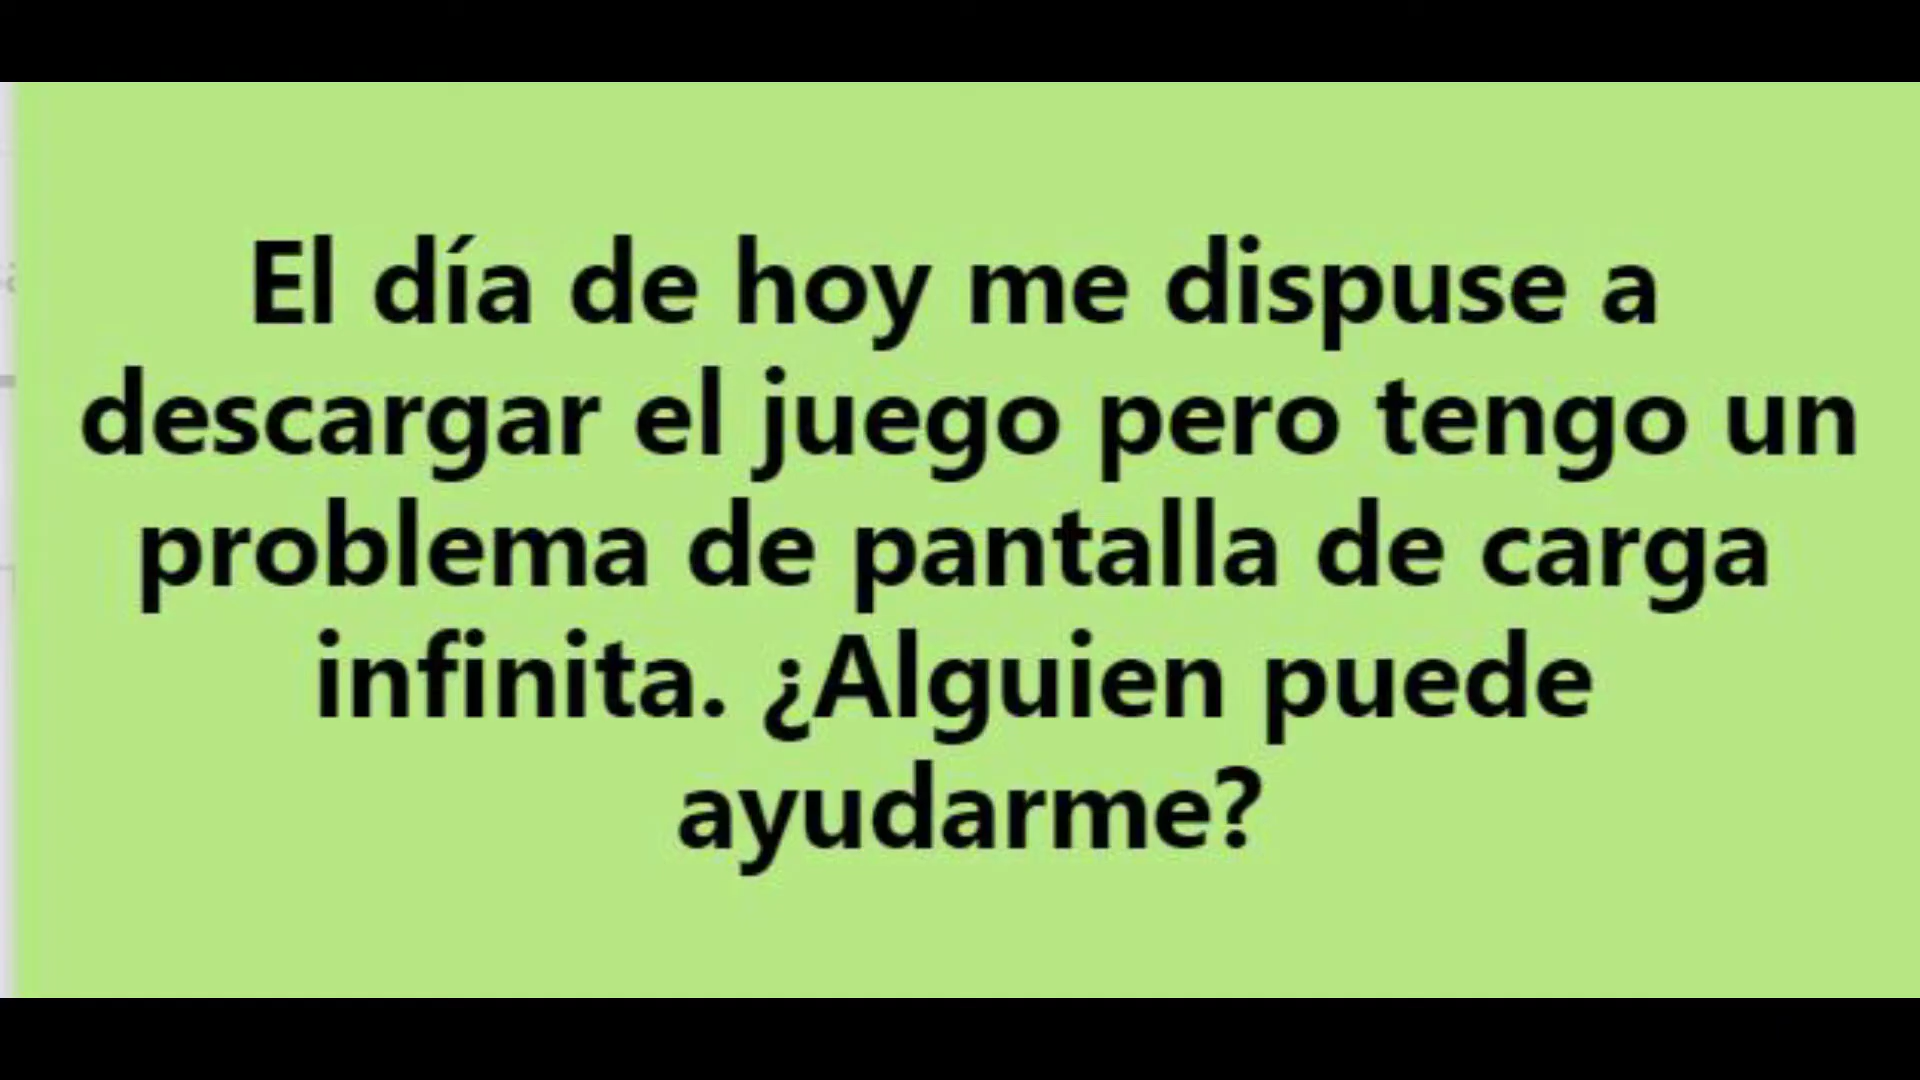 El día de hoy me dispuse a
descargar el juego pero tengo un
problema de pantalla de carga
infinita. ¿Alguien puede
ayudarme?